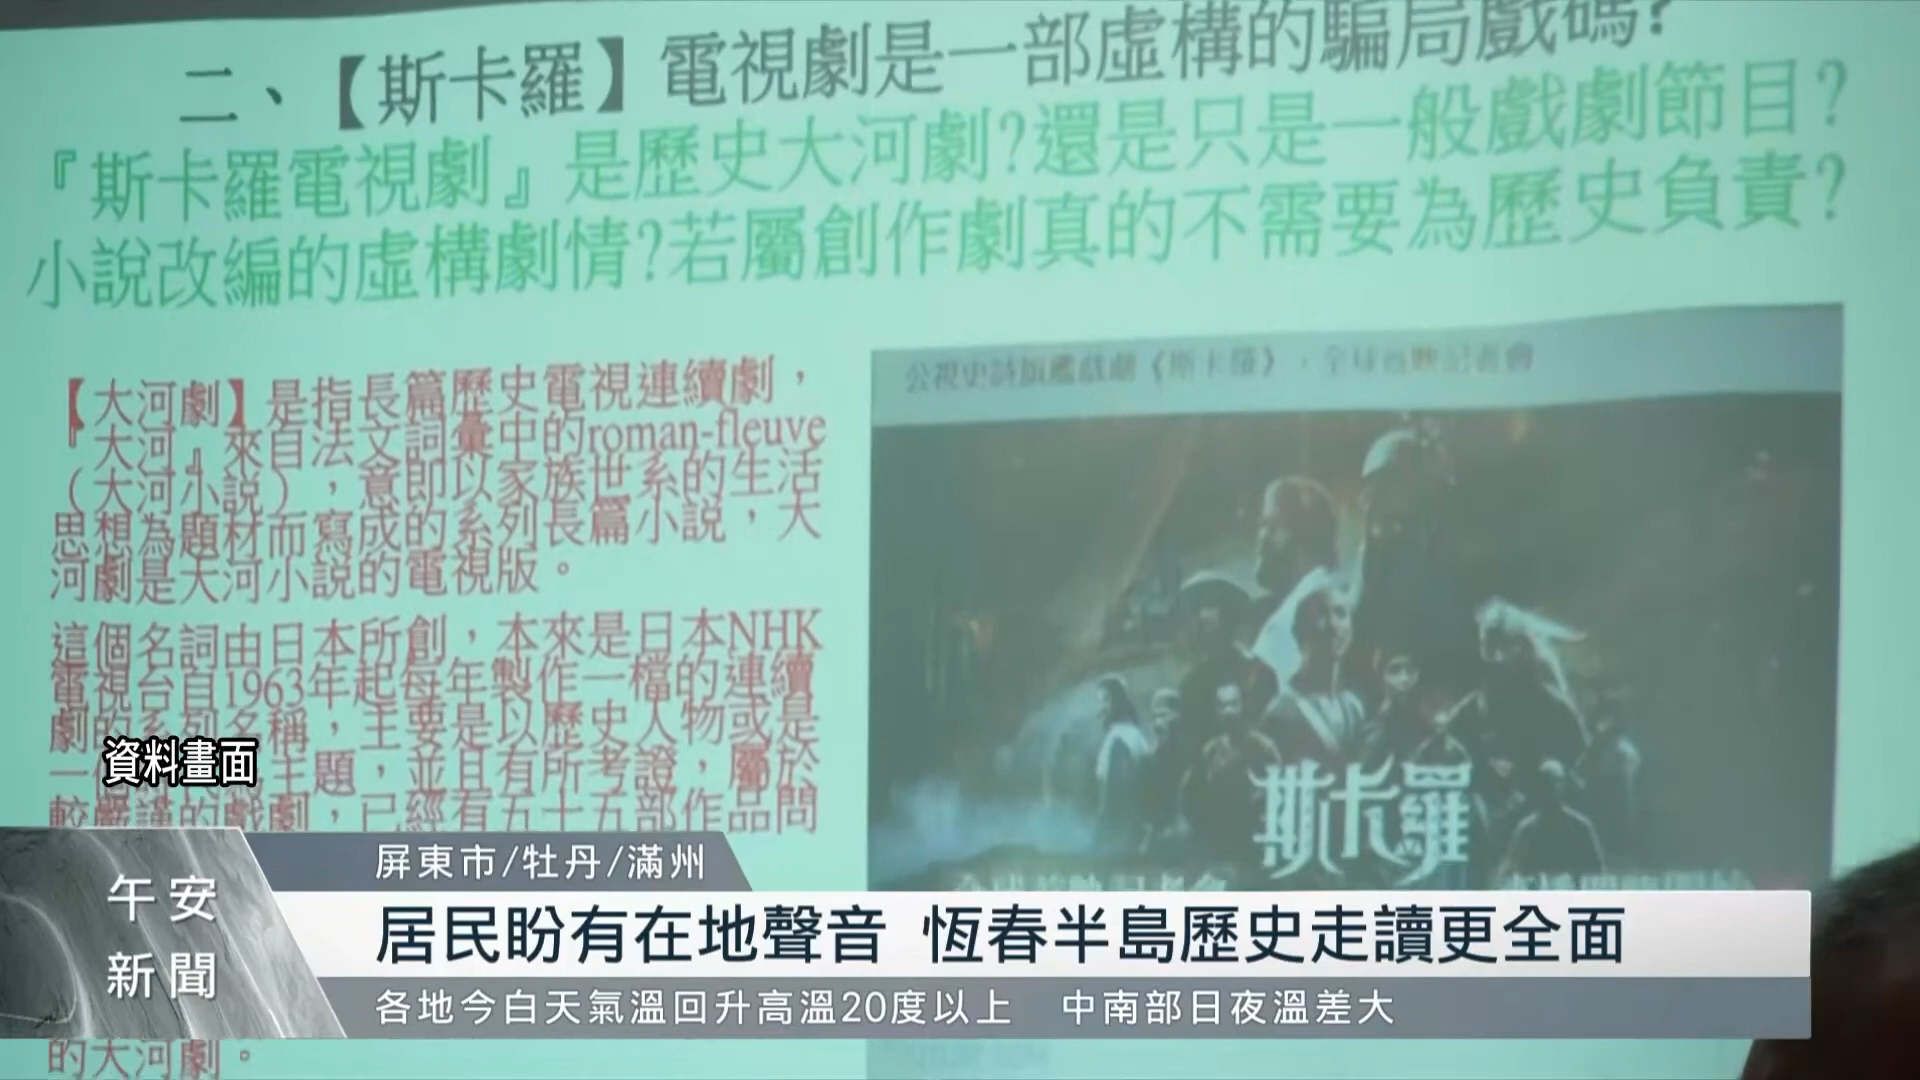 二、【斯卡羅】電視劇是一部虛構的騙局戲碼?
『斯卡羅電視劇』是歷史大河劇?還是只是一般戲劇節目?
小說改編的虛構劇情?若屬創作劇真的不需要為歷史負責?
【大河劇】是指長篇歷史電視連續劇，
『大河』來自法文詞彙中的roman-fleuve
（大河小說），意即以家族世系的生活
思想為題材而寫成的系列長篇小說，大
河劇是大河小說的電視版。
這個名詞由日本所創，本來是日本NHK
電視台自1963年起每年製作一檔的連續
劇的系列名稱，主要是以歷史人物或是
一 主題，並且有所考證，屬於
較嚴謹的戲劇，已經有五十五部作品問
的大河劇。
公視史詩旗艦戲劇《斯卡羅》，全球首映記者會
斯卡羅
資料畫面
午安
新聞
屏東市/牡丹/滿州
居民盼有在地聲音 恆春半島歷史走讀更全面
各地今白天氣溫回升高溫20度以上 中南部日夜溫差大